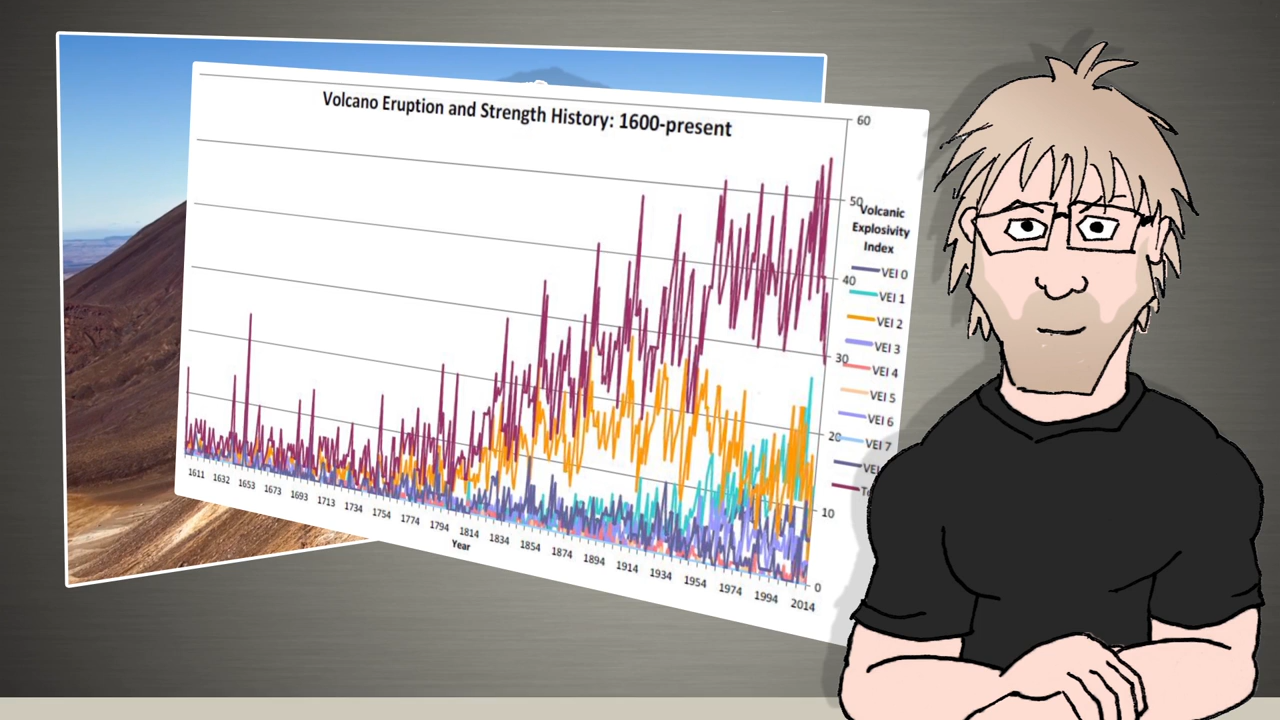 Volcano Eruption and Strength History: 1600-present
60
50
40
30
20
10
0
Volcanic
Explosivity
Index
VEI 0
VEI 1
VEI 2
VEI 3
VEI 4
VEI 5
VEI 6
VEI 7
1611 1632 1653 1673 1693 1713 1734 1754 1774 1794 1814 1834 1854 1874 1894 1914 1934 1954 1974 1994 2014
Year